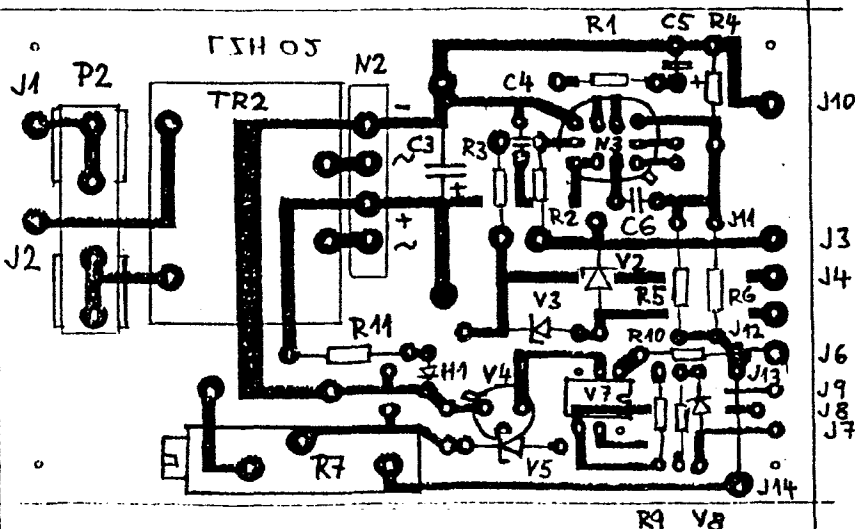 R1 C5 R4
P2 N2
J1 TR2 - C4 + J10
C3 ~ R3 N3
+ +
~ R2 C6 J11
J2 J3
V2 J4
V3 R5 R6
R11 R10 J12
J6
H1 V4 V7 J13
J9
J8
J7
R7 V5 J14
R9 V8